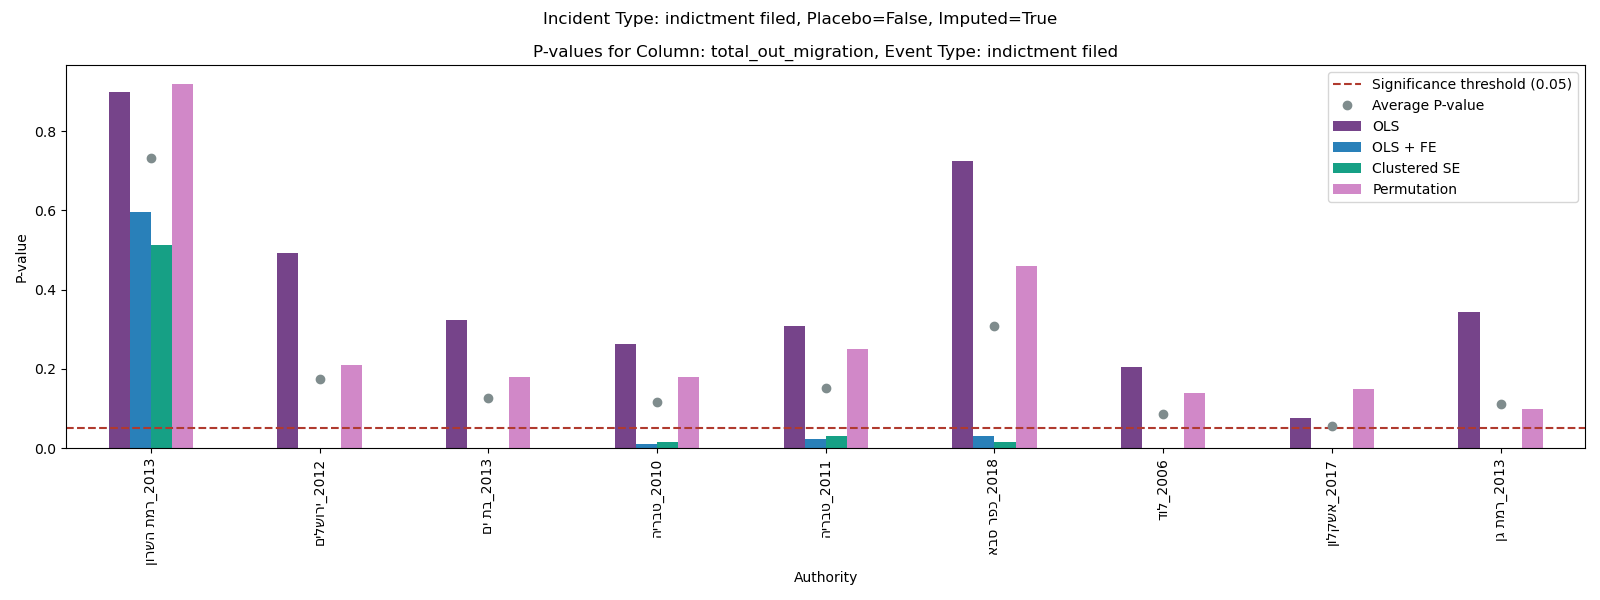 Incident Type: indictment filed, Placebo=False, Imputed=True
P-values for Column: total_out_migration, Event Type: indictment filed
Significance threshold (0.05)
Average P-value
OLS
OLS + FE
Clustered SE
Permutation
P-value
0.8
0.6
0.4
0.2
0.0
רמת השרון_2013
ירושלים_2012
בת ים_2013
טבריה_2010
טבריה_2011
כפר סבא_2018
לוד_2006
אשקלון_2017
רמת גן_2013
Authority